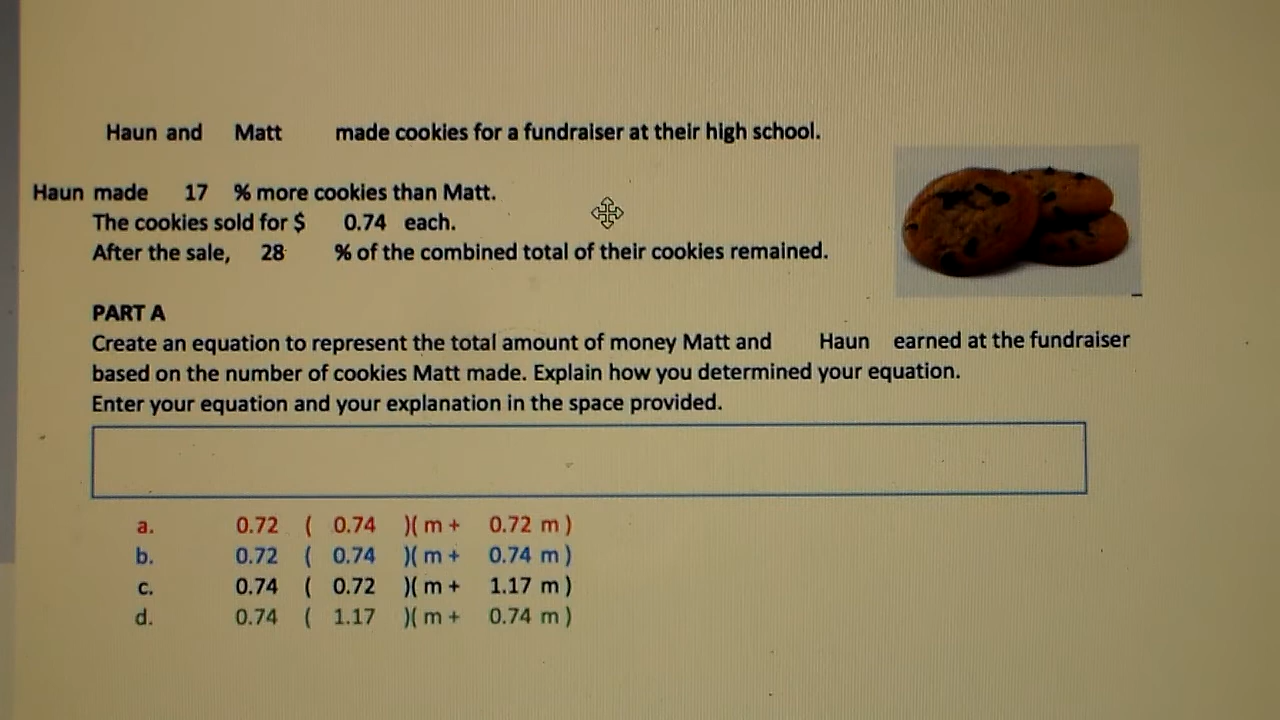 Haun and Matt made cookies for a fundraiser at their high school.
Haun made 17 % more cookies than Matt.
The cookies sold for $ 0.74 each.
After the sale, 28 % of the combined total of their cookies remained.
PART A
Create an equation to represent the total amount of money Matt and Haun earned at the fundraiser
based on the number of cookies Matt made. Explain how you determined your equation.
Enter your equation and your explanation in the space provided.
a. 0.72 ( 0.74 )( m + 0.72 m )
b. 0.72 ( 0.74 )( m + 0.74 m )
c. 0.74 ( 0.72 )( m + 1.17 m )
d. 0.74 ( 1.17 )( m + 0.74 m )